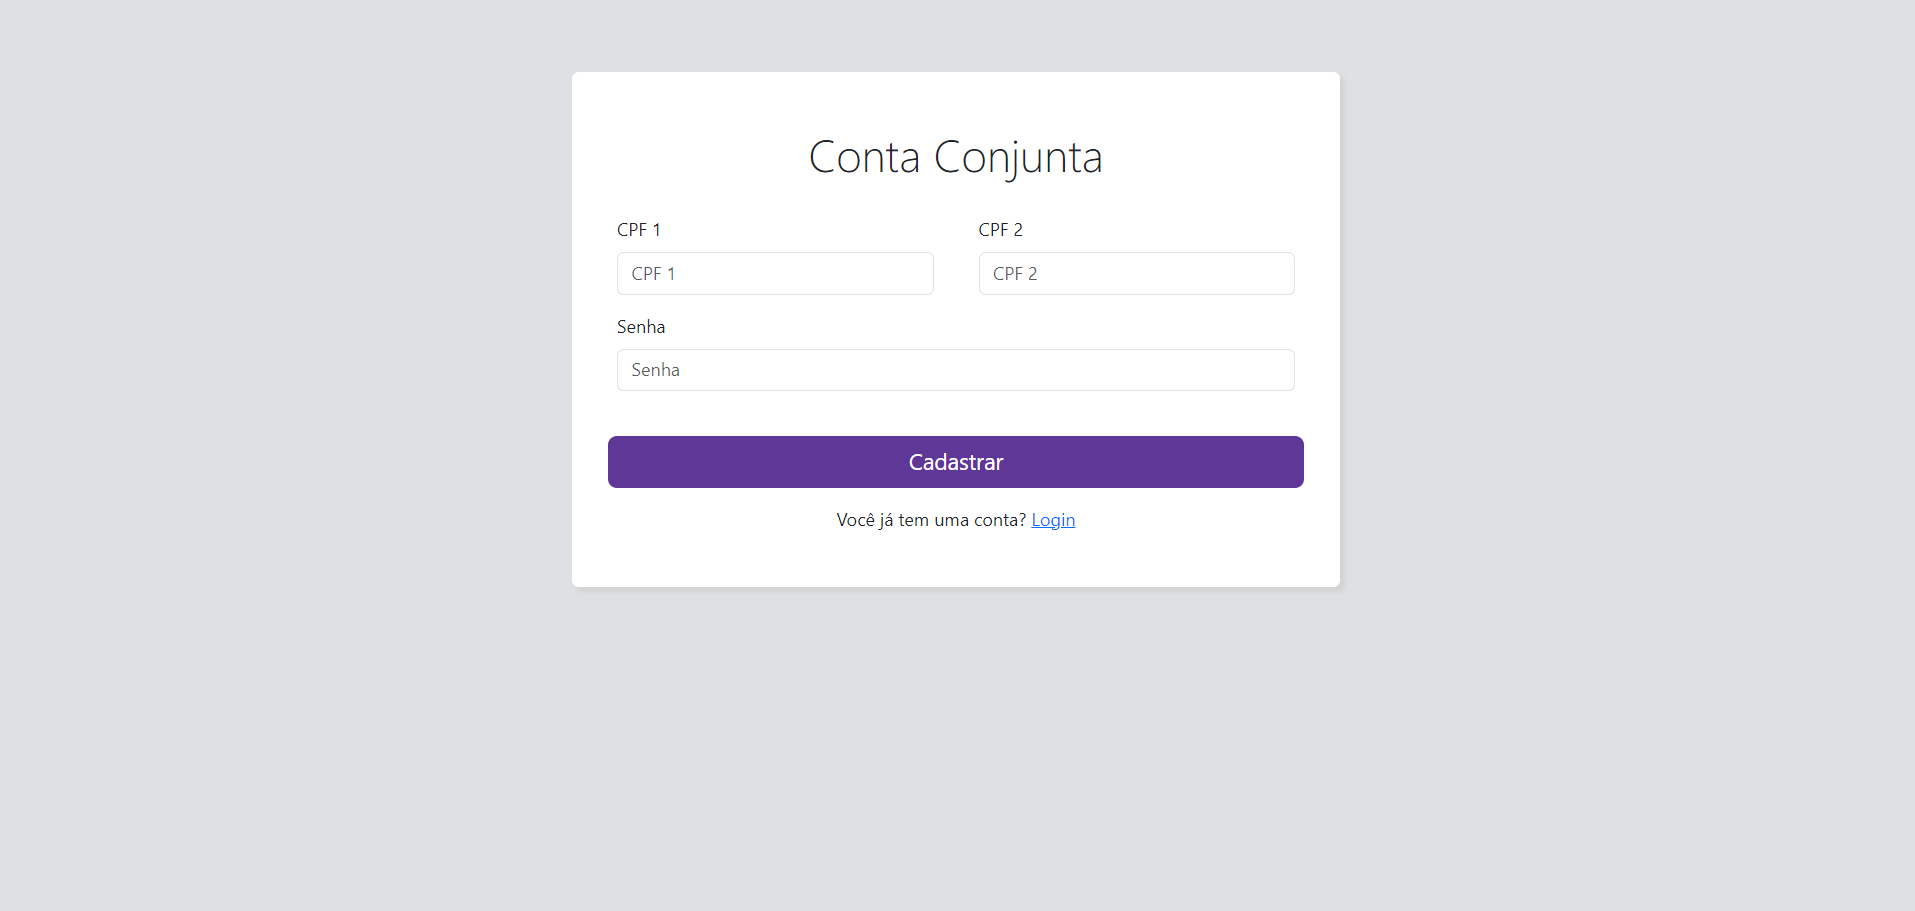 Conta Conjunta
CPF 1 CPF 2
CPF 1 CPF 2
Senha
Senha
Cadastrar
Você já tem uma conta? Login